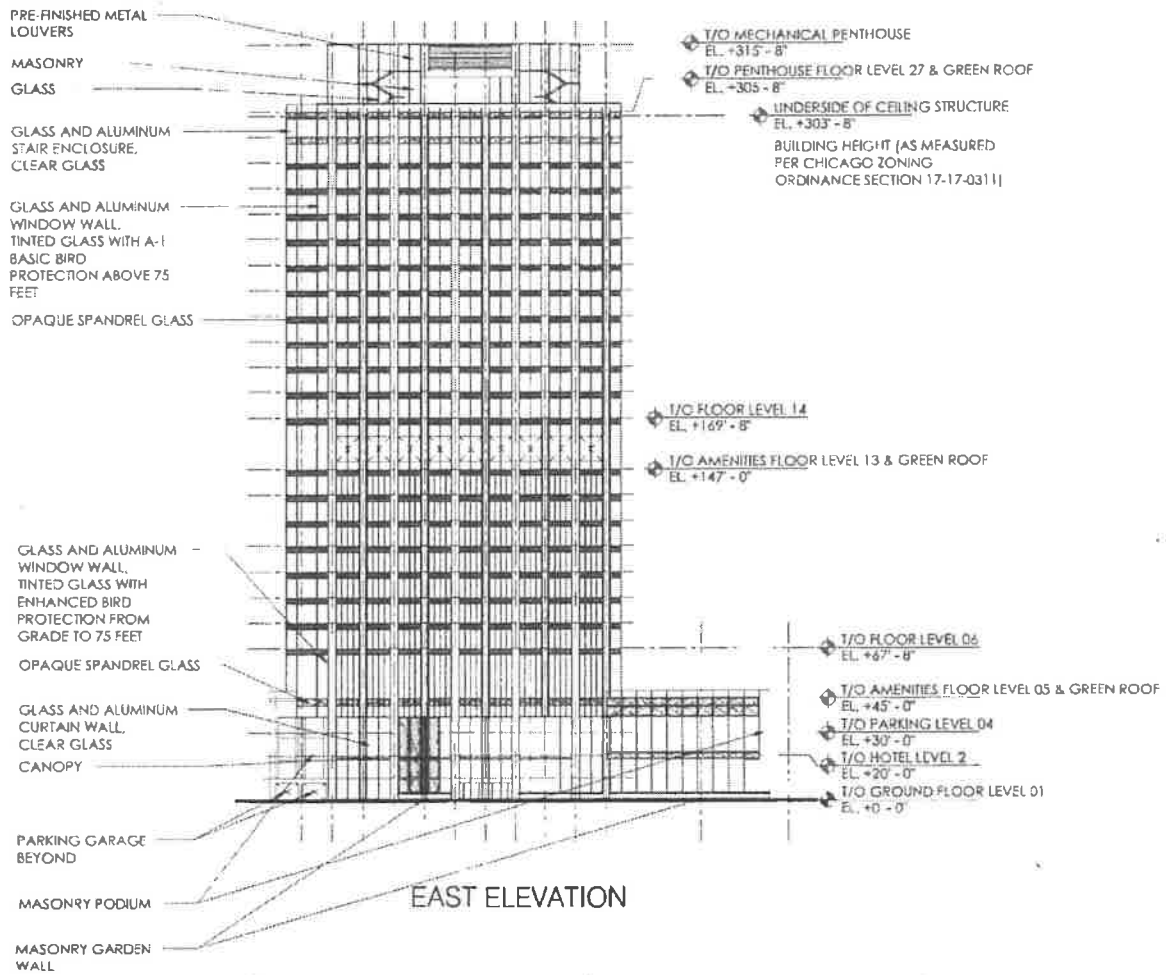 PRE-FINISHED METAL
LOUVERS
MASONRY
GLASS
GLASS AND ALUMINUM
STAIR ENCLOSURE,
CLEAR GLASS
GLASS AND ALUMINUM
WINDOW WALL,
TINTED GLASS WITH A-1
BASIC BIRD
PROTECTION ABOVE 75
FEET
OPAQUE SPANDREL GLASS
GLASS AND ALUMINUM
WINDOW WALL,
TINTED GLASS WITH
ENHANCED BIRD
PROTECTION FROM
GRADE TO 75 FEET
OPAQUE SPANDREL GLASS
GLASS AND ALUMINUM
CURTAIN WALL,
CLEAR GLASS
CANOPY
PARKING GARAGE
BEYOND
MASONRY PODIUM
MASONRY GARDEN
WALL
T/O MECHANICAL PENTHOUSE
EL. +315' - 8"
T/O PENTHOUSE FLOOR LEVEL 27 & GREEN ROOF
EL. +305' - 8"
UNDERSIDE OF CEILING STRUCTURE
EL. +303' - 8"
BUILDING HEIGHT (AS MEASURED
PER CHICAGO ZONING
ORDINANCE SECTION 17-17-0311)
T/O FLOOR LEVEL 14
EL. +169' - 8"
T/O AMENITIES FLOOR LEVEL 13 & GREEN ROOF
EL. +147' - 0"
T/O FLOOR LEVEL 06
EL. +67' - 8"
T/O AMENITIES FLOOR LEVEL 05 & GREEN ROOF
EL. +45' - 0"
T/O PARKING LEVEL 04
EL. +30' - 0"
T/O HOTEL LEVEL 2
EL. +20' - 0"
T/O GROUND FLOOR LEVEL 01
EL. +0 - 0"
EAST ELEVATION